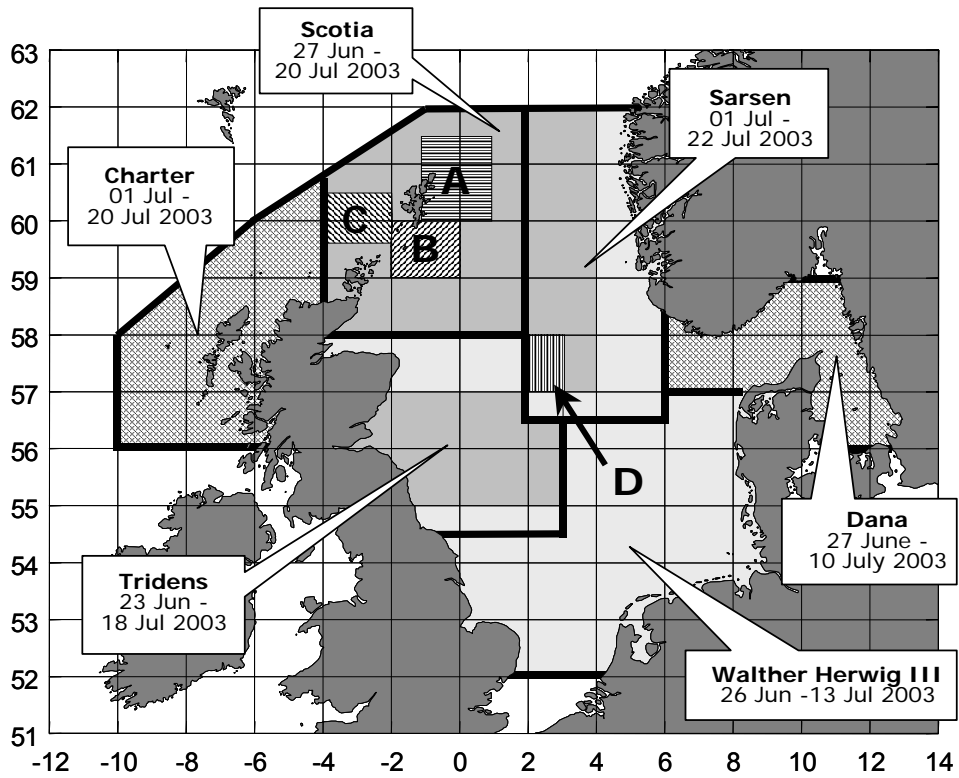 Scotia
27 Jun -
20 Jul 2003
Sarsen
01 Jul -
22 Jul 2003
Charter
01 Jul -
20 Jul 2003
A
C
B
D
Dana
27 June -
10 July 2003
Tridens
23 Jun -
18 Jul 2003
Walther Herwig III
26 Jun -13 Jul 2003
63
62
61
60
59
58
57
56
55
54
53
52
51
-12 -10 -8 -6 -4 -2 0 2 4 6 8 10 12 14